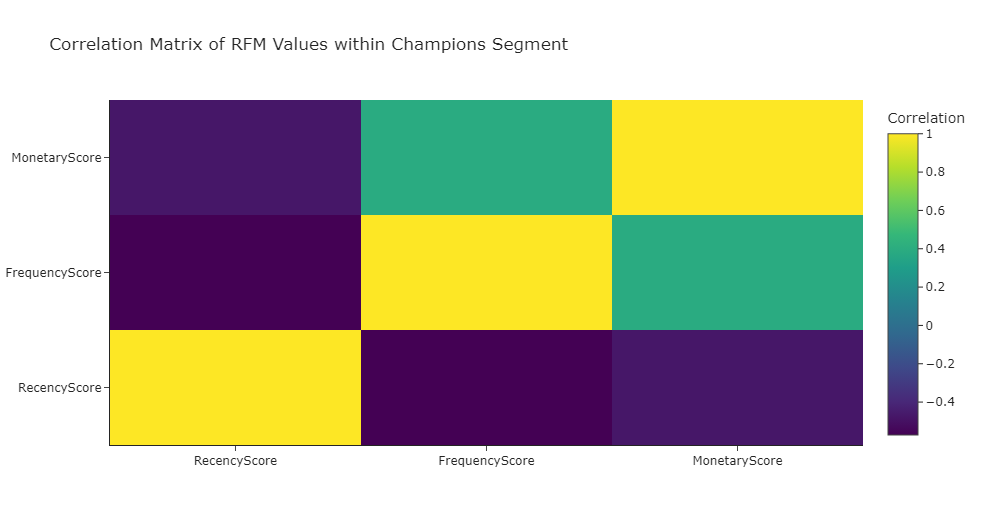 Correlation Matrix of RFM Values within Champions Segment
Correlation
MonetaryScore
FrequencyScore
RecencyScore
RecencyScore
FrequencyScore
MonetaryScore
1
0.8
0.6
0.4
0.2
0
−0.2
−0.4